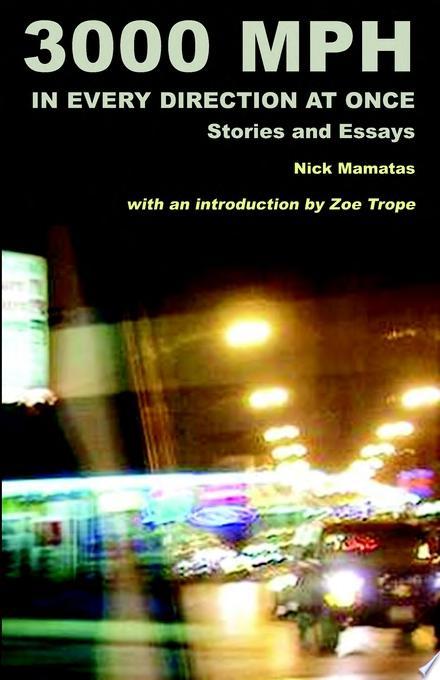 3000 MPH
IN EVERY DIRECTION AT ONCE
Stories and Essays
Nick Mamatas
with an introduction by Zoe Trope